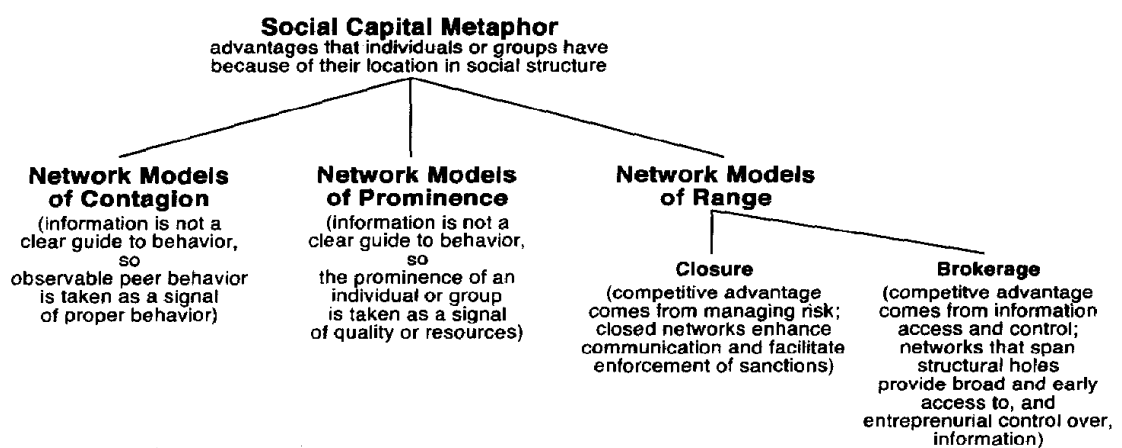 Social Capital Metaphor
advantages that individuals or groups have
because of their location in social structure
Network Models
of Contagion
(information is not a
clear guide to behavior,
so
observable peer behavior
is taken as a signal
of proper behavior)
Network Models
of Prominence
(information is not a
clear guide to behavior,
so
the prominence of an
individual or group
is taken as a signal
of quality or resources)
Network Models
of Range
Closure
(competitive advantage
comes from managing risk;
closed networks enhance
communication and facilitate
enforcement of sanctions)
Brokerage
(competitve advantage
comes from information
access and control;
networks that span
structural holes
provide broad and early
access to, and
entreprenurial control over,
information)